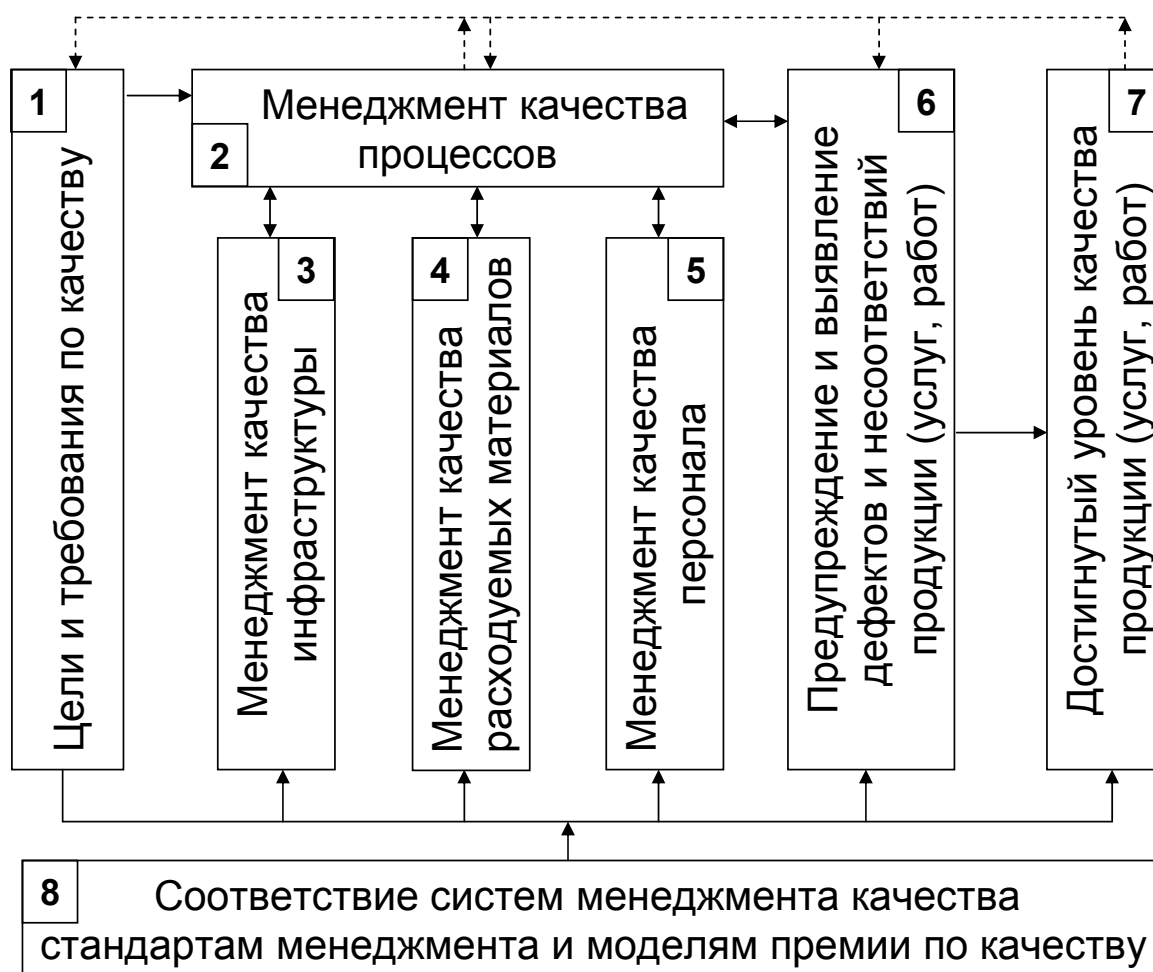 1
Цели и требования по качеству
2
Менеджмент качества
процессов
3
Менеджмент качества
инфраструктуры
4
Менеджмент качества
расходуемых материалов
5
Менеджмент качества
персонала
6
Предупреждение и выявление
дефектов и несоответствий
продукции (услуг, работ)
7
Достигнутый уровень качества
продукции (услуг, работ)
8
Соответствие систем менеджмента качества
стандартам менеджмента и моделям премии по качеству